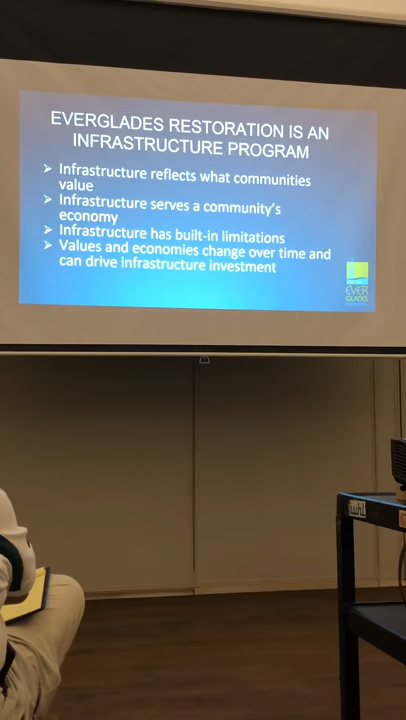 EVERGLADES RESTORATION IS AN
INFRASTRUCTURE PROGRAM
➤ Infrastructure reflects what communities
value
➤ Infrastructure serves a community's
economy
➤ Infrastructure has built-in limitations
➤ Values and economies change over time and
can drive infrastructure investment
EVER
GLADES